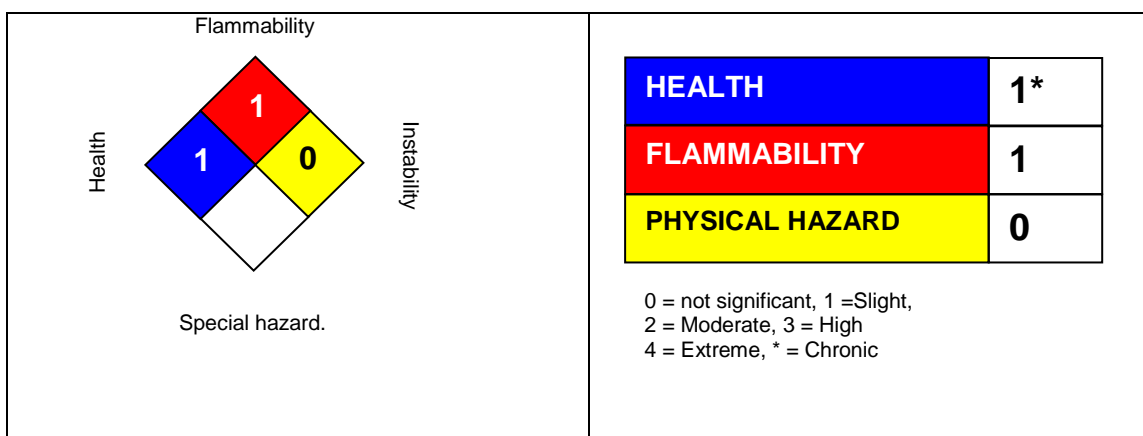 Flammability
1
Health
1
0
Instability
Special hazard.
HEALTH 1*
FLAMMABILITY 1
PHYSICAL HAZARD 0
0 = not significant, 1 =Slight,
2 = Moderate, 3 = High
4 = Extreme, * = Chronic